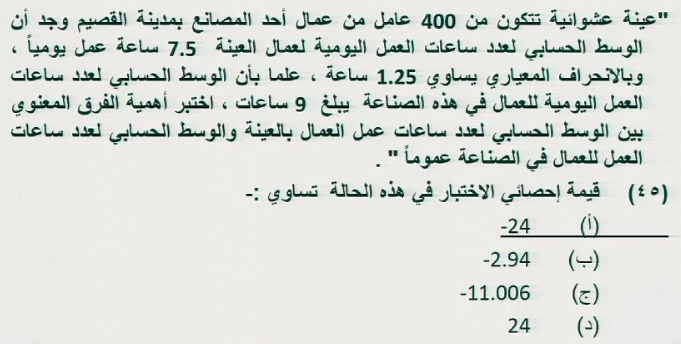 "عينة عشوائية تتكون من 400 عامل من عمال أحد المصانع بمدينة القصيم وجد أن
الوسط الحسابي لعدد ساعات العمل اليومية لعمال العينة 7.5 ساعة عمل يومياً ،
وبالانحراف المعياري يساوي 1.25 ساعة ، علما بأن الوسط الحسابي لعدد ساعات
العمل اليومية للعمال في هذه الصناعة يبلغ 9 ساعات ، اختبر أهمية الفرق المعنوي
بين الوسط الحسابي لعدد ساعات عمل العمال بالعينة والوسط الحسابي لعدد ساعات
العمل للعمال في الصناعة عموماً " .
(٤٥) قيمة إحصائي الاختبار في هذه الحالة تساوي :-
(أ) -24
(ب) -2.94
(ج) -11.006
(د) 24